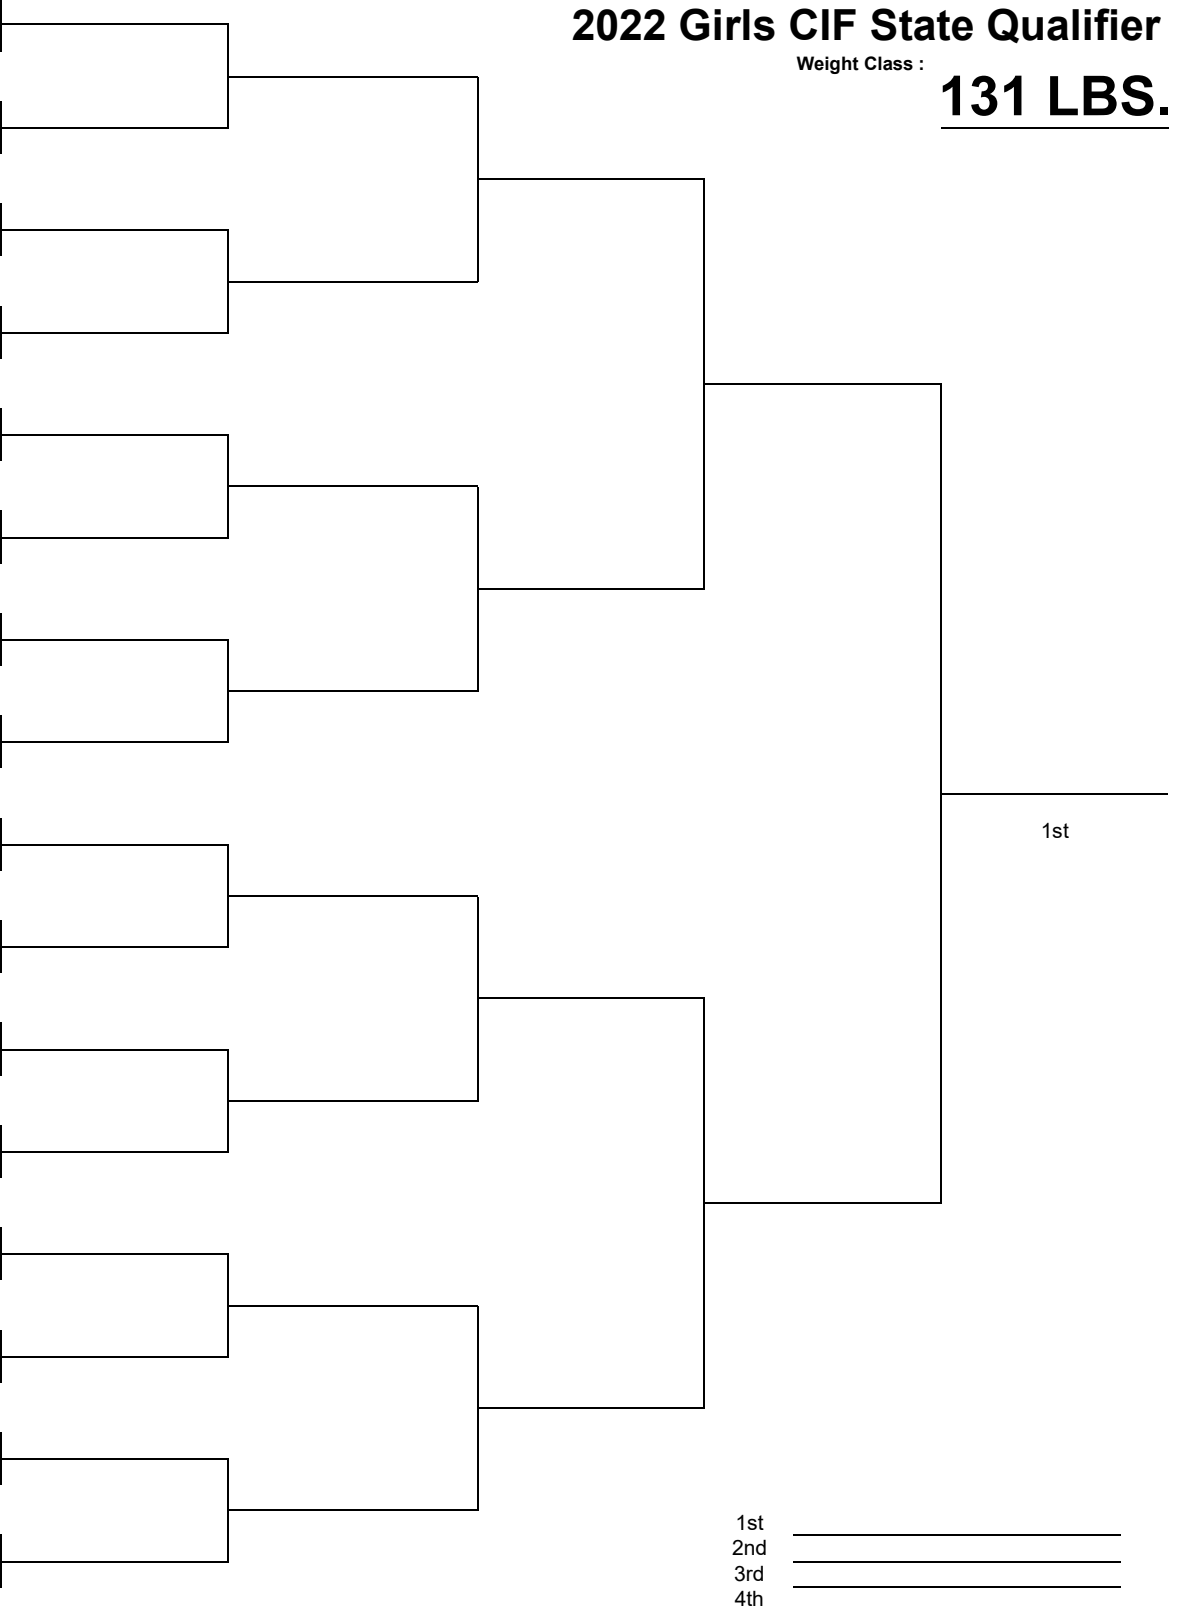 2022 Girls CIF State Qualifier
Weight Class :
131 LBS.
1st
1st
2nd
3rd
4th